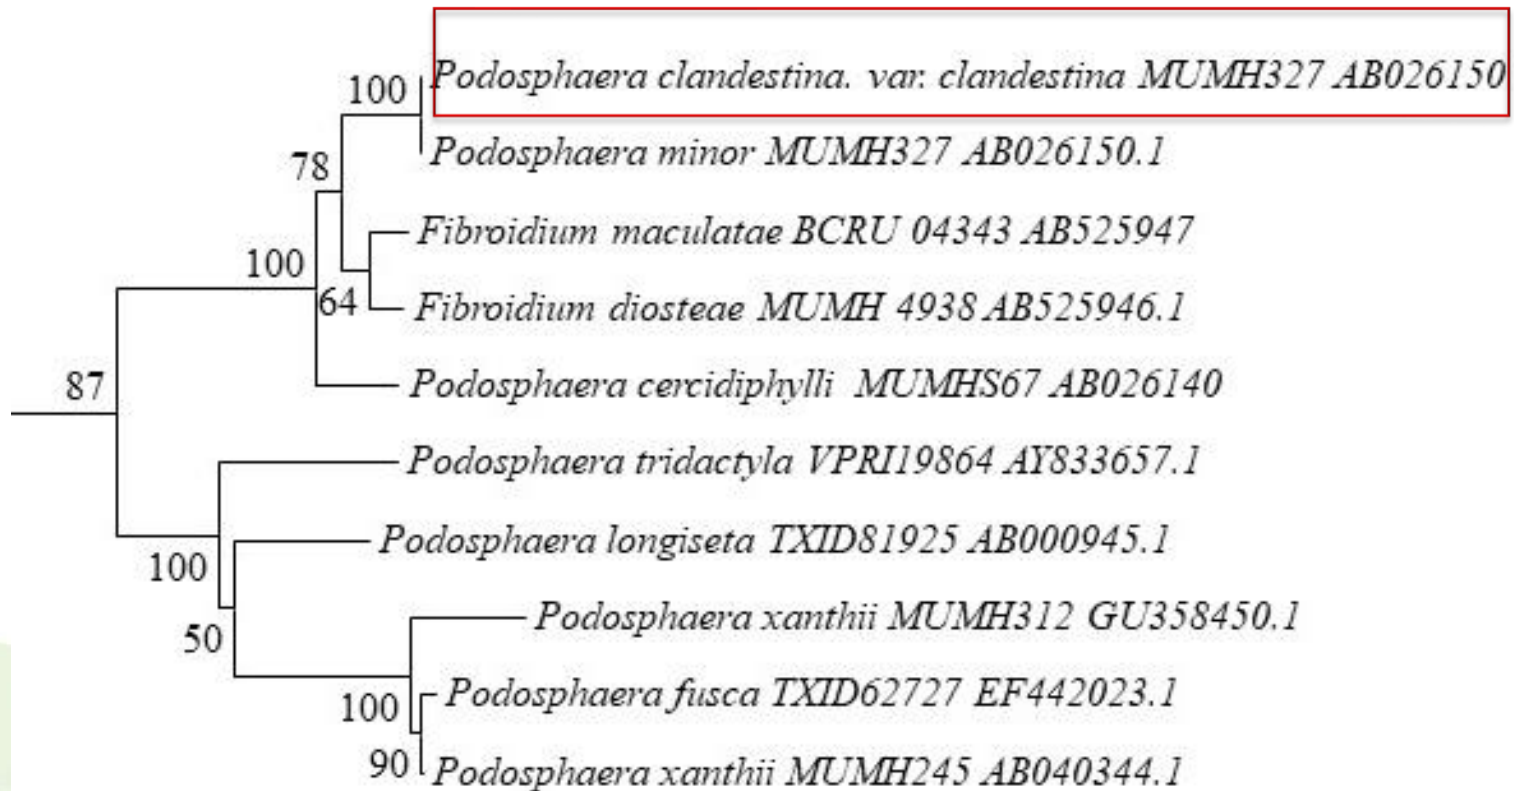 100
Podosphaera clandestina. var. clandestina MUMH327 AB026150
Podosphaera minor MUMH327 AB026150.1
78
Fibroidium maculatae BCRU 04343 AB525947
100
64
Fibroidium diosteae MUMH 4938 AB525946.1
Podosphaera cercidiphylli MUMHS67 AB026140
87
Podosphaera tridactyla VPRI19864 AY833657.1
Podosphaera longiseta TXID81925 AB000945.1
100
Podosphaera xanthii MUMH312 GU358450.1
50
Podosphaera fusca TXID62727 EF442023.1
100
90
Podosphaera xanthii MUMH245 AB040344.1